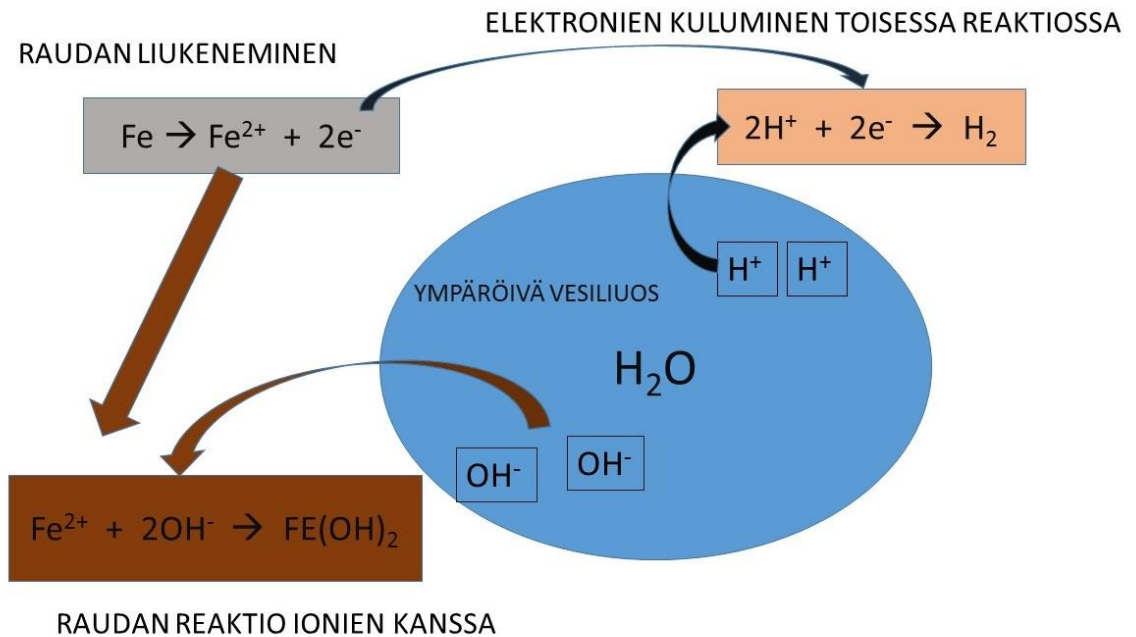 ELEKTRONIEN KULUMINEN TOISESSA REAKTIOSSA
RAUDAN LIUKENEMINEN
Fe → Fe²⁺ + 2e⁻
2H⁺ + 2e⁻ → H₂
H⁺ H⁺
YMPÄRÖIVÄ VESILIUOS
H₂O
OH⁻ OH⁻
Fe²⁺ + 2OH⁻ → FE(OH)₂
RAUDAN REAKTIO IONIEN KANSSA